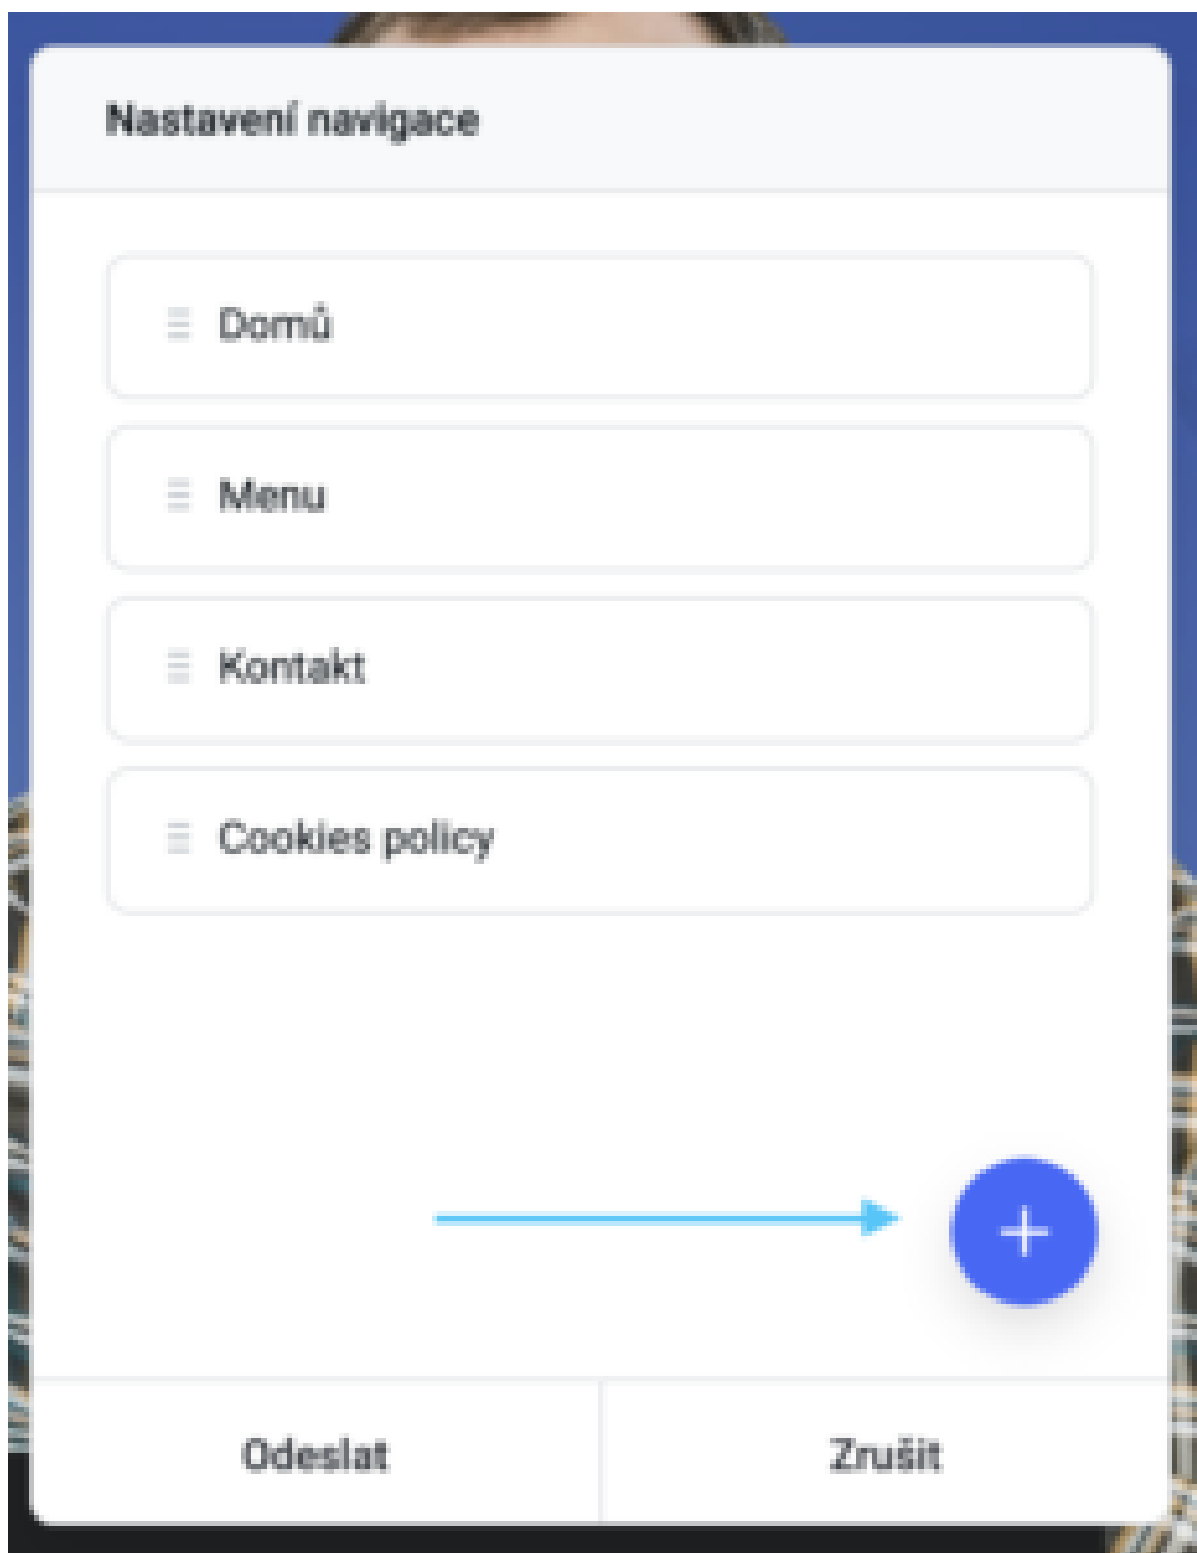 Nastavení navigace
Domů
Menu
Kontakt
Cookies policy
Odeslat
Zrušit